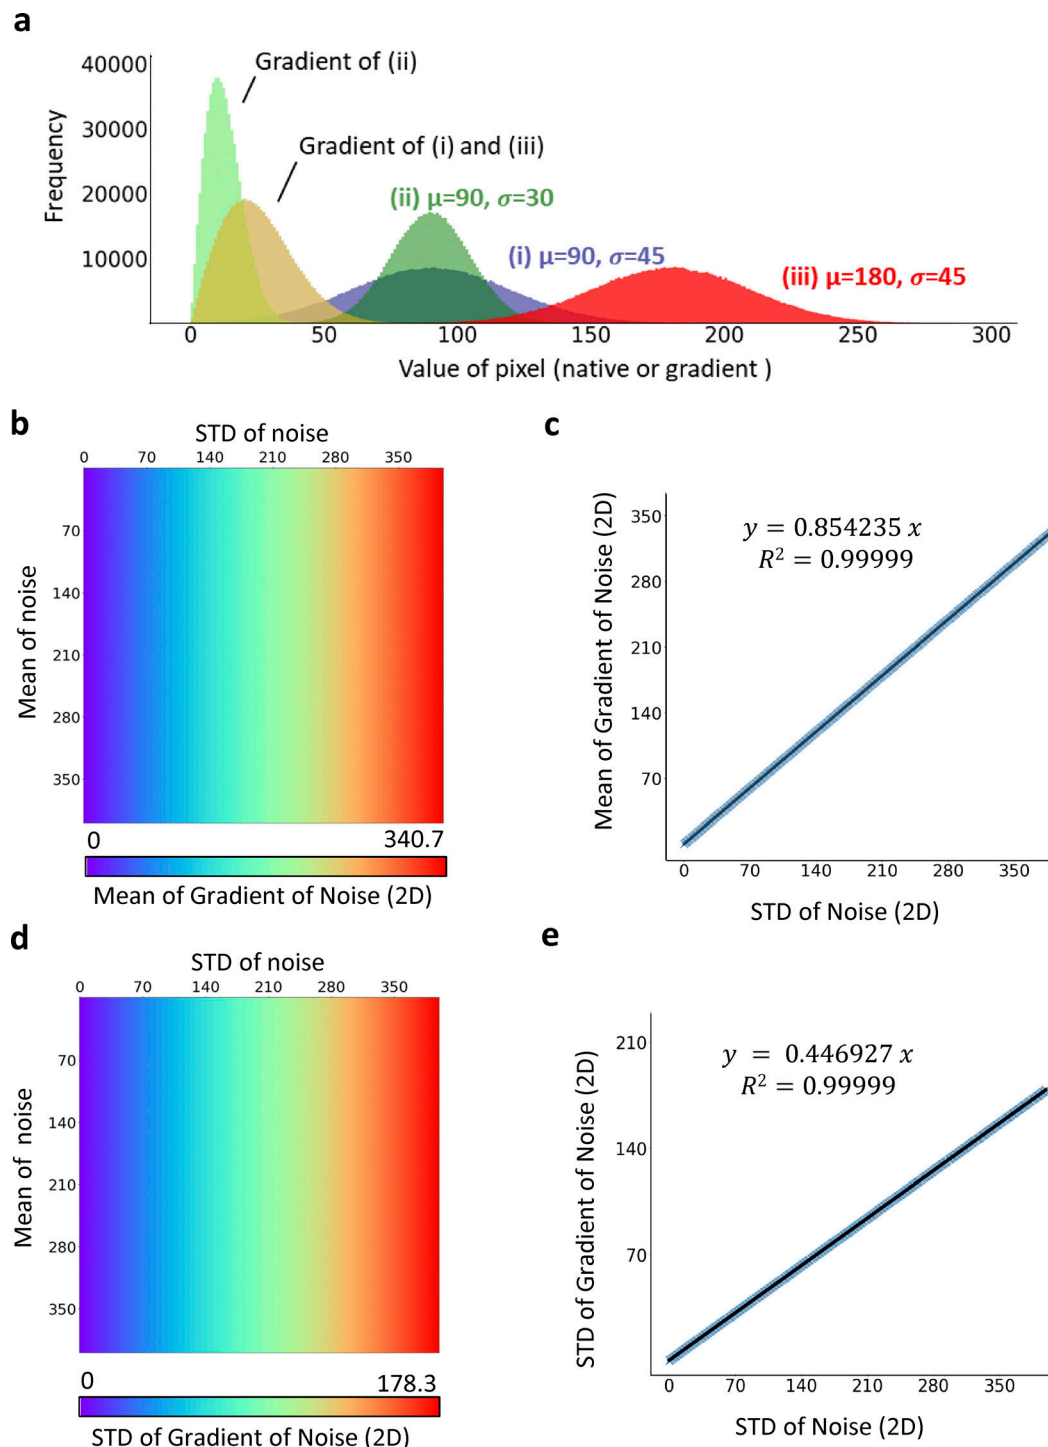 a
40000
30000
20000
10000
Frequency
Gradient of (ii)
Gradient of (i) and (iii)
(ii) μ=90, σ=30
(i) μ=90, σ=45
(iii) μ=180, σ=45
0 50 100 150 200 250 300
Value of pixel (native or gradient )
b
STD of noise
0 70 140 210 280 350
Mean of noise
70
140
210
280
350
0 340.7
Mean of Gradient of Noise (2D)
c
Mean of Gradient of Noise (2D)
350
280
210
140
70
y = 0.854235 x
R² = 0.99999
0 70 140 210 280 350
STD of Noise (2D)
d
STD of noise
0 70 140 210 280 350
Mean of noise
70
140
210
280
350
0 178.3
STD of Gradient of Noise (2D)
e
STD of Gradient of Noise (2D)
210
140
70
y = 0.446927 x
R² = 0.99999
0 70 140 210 280 350
STD of Noise (2D)